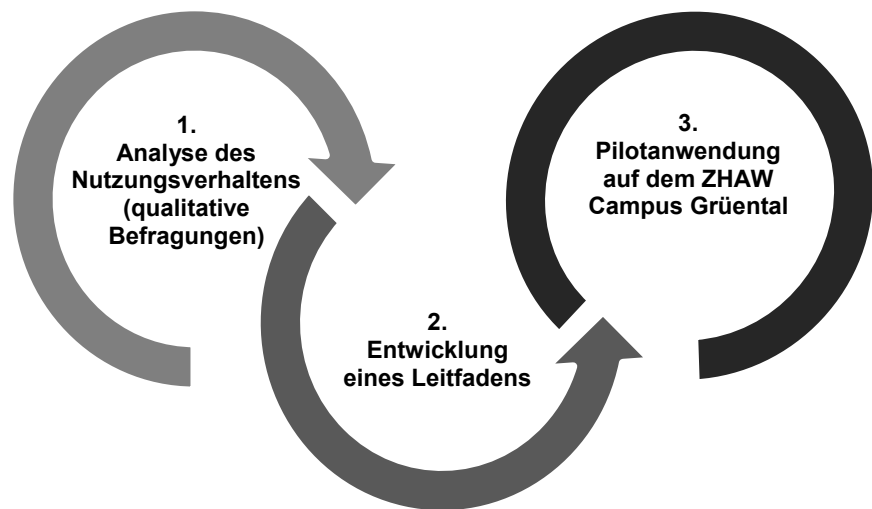 1.
Analyse des
Nutzungsverhaltens
(qualitative
Befragungen)
2.
Entwicklung
eines Leitfadens
3.
Pilotanwendung
auf dem ZHAW
Campus Grüental